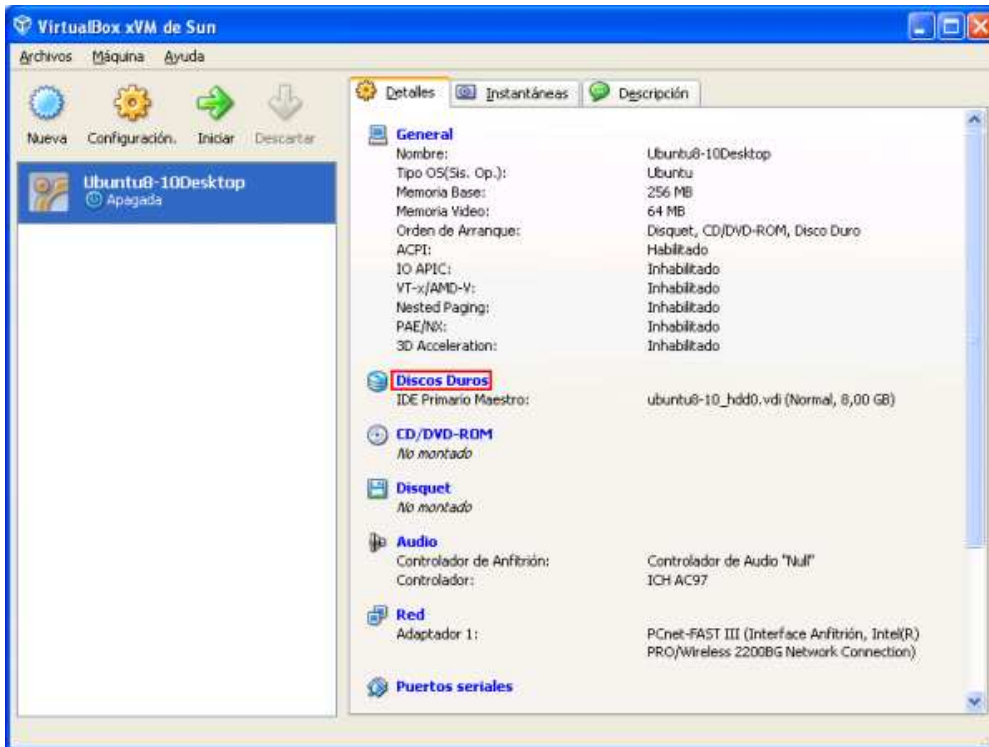 VirtualBox xVM de Sun
Archivos Máquina Ayuda
Nueva Configuración. Iniciar Descartar
Ubuntu8-10Desktop
Apagada
Detalles Instantáneas Descripción
General
Nombre: Ubuntu8-10Desktop
Tipo OS(Sis. Op.): Ubuntu
Memoria Base: 256 MB
Memoria Video: 64 MB
Orden de Arranque: Disquet, CD/DVD-ROM, Disco Duro
ACPI: Habilitado
IO APIC: Inhabilitado
VT-x/AMD-V: Inhabilitado
Nested Paging: Inhabilitado
PAE/NX: Inhabilitado
3D Acceleration: Inhabilitado
Discos Duros
IDE Primario Maestro: ubuntu8-10_hdd0.vdi (Normal, 8,00 GB)
CD/DVD-ROM
No montado
Disquet
No montado
Audio
Controlador de Anfitrión: Controlador de Audio "Null"
Controlador: ICH AC97
Red
Adaptador 1: PCnet-FAST III (Interface Anfitrión, Intel(R)
PRO/Wireless 2200BG Network Connection)
Puertos seriales